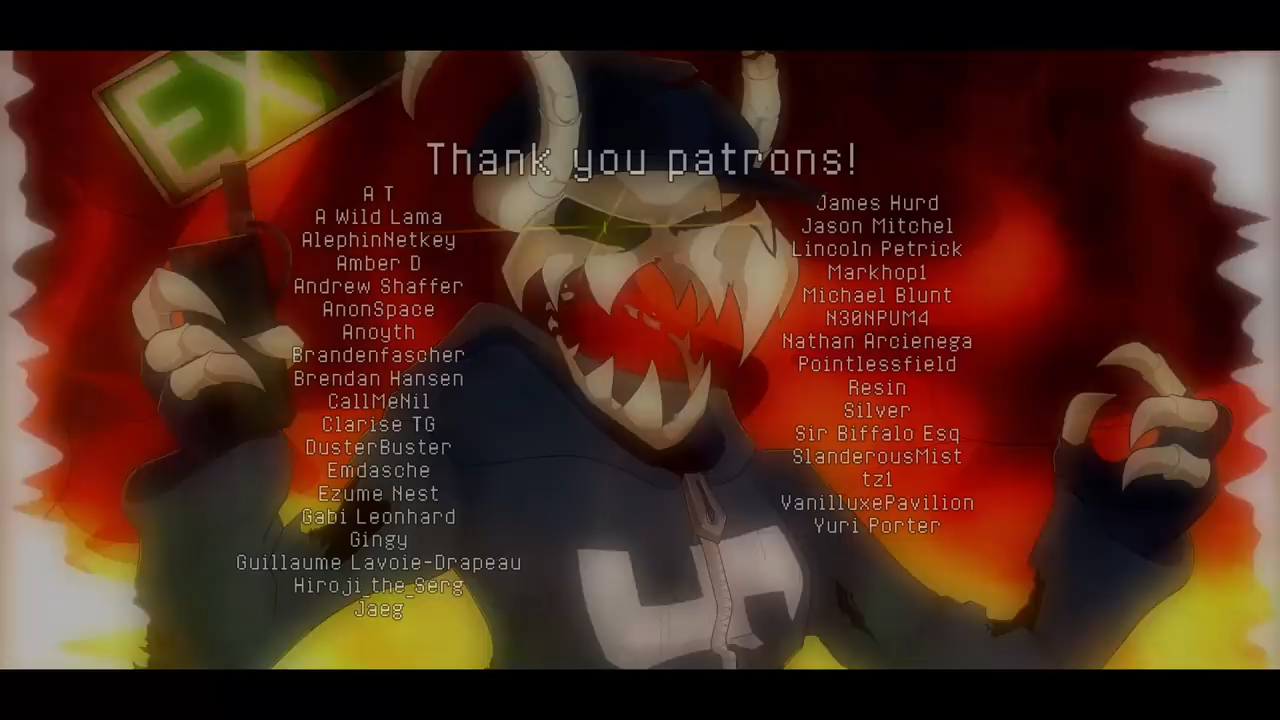 EX
Thank you patrons!
A T
A Wild Lama
AlephinNetkey
Amber D
Andrew Shaffer
AnonSpace
Anoyth
Brandenfascher
Brendan Hansen
CallMeNil
Clarise TG
DusterBuster
Emdasche
Ezume Nest
Gabi Leonhard
Gingy
Guillaume Lavoie-Drapeau
Hiroji_the_Serg
Jaeg
James Hurd
Jason Mitchel
Lincoln Petrick
Markhop1
Michael Blunt
N30NPUM4
Nathan Arcienega
Pointlessfield
Resin
Silver
Sir Biffalo Esq
SlanderousMist
tz1
VanilluxePavilion
Yuri Porter